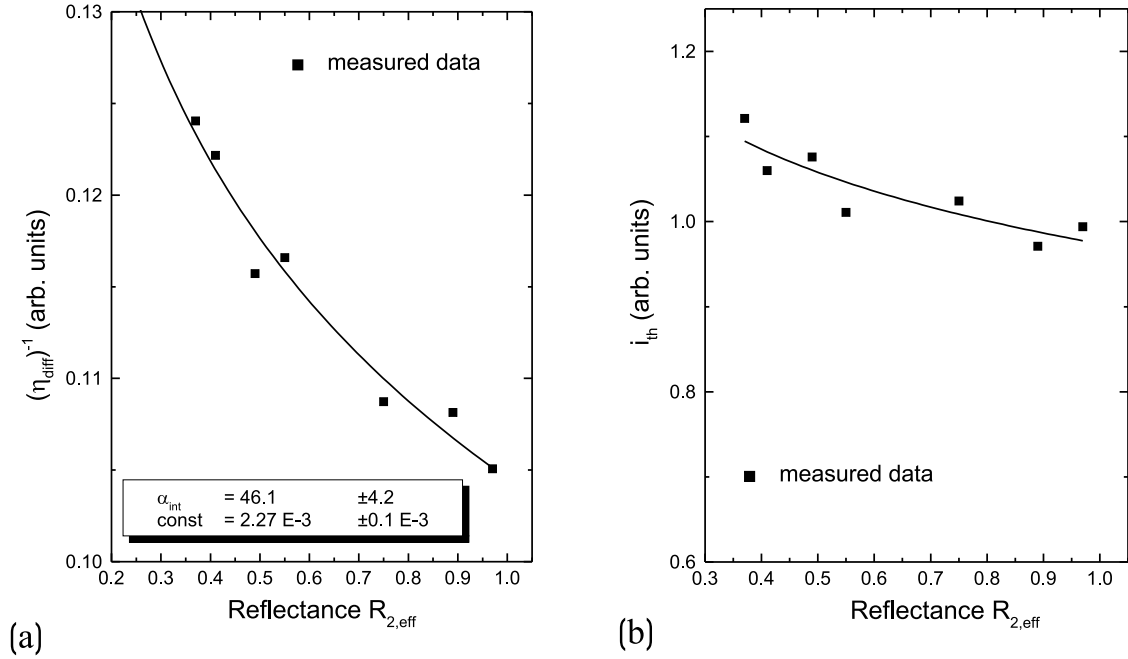 0.13
0.12
0.11
0.10
(η_diff)^-1 (arb. units)
■ measured data
α_int = 46.1 ±4.2
const = 2.27 E-3 ±0.1 E-3
0.2 0.3 0.4 0.5 0.6 0.7 0.8 0.9 1.0
Reflectance R_2,eff
(a)
1.2
1.0
0.8
0.6
i_th (arb. units)
■ measured data
0.3 0.4 0.5 0.6 0.7 0.8 0.9 1.0
Reflectance R_2,eff
(b)